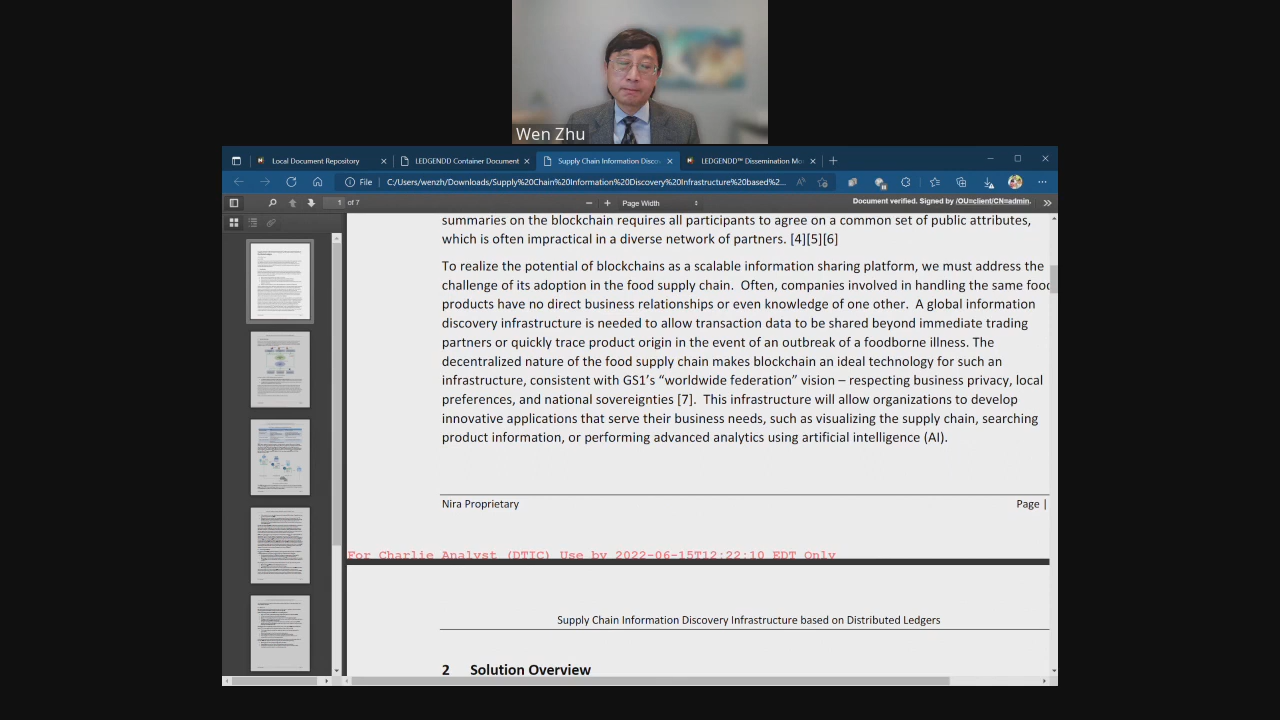 Wen Zhu
Local Document Repository
LEDGENDD Container Document
Supply Chain Information Disco
LEDGENDD™ Dissemination Mo
File
C:/Users/wenzh/Downloads/Supply%20Chain%20Information%20Discovery%20Infrastructure%20based%2...
1 of 7
Page Width
Document verified. Signed by /OU=client/CN=admin.
summaries on the blockchain requires all participants to agree on a common set of public attributes,
which is often impractical in a diverse network of partners. [4][5][6]
To realize the potential of blockchains as a suitable information sharing platform, we must address the
challenge of its adoption in the food supply chain. Often, companies involved in handling the same food
products have no direct business relationships or even knowledge of one other. A global information
discovery infrastructure is needed to allow transaction data to be shared beyond immediate trading
partners or quickly trace product origin in the event of an outbreak of a foodborne illness. The
decentralized nature of the food supply chain makes blockchain an ideal technology for such an
infrastructure, consistent with GS1's “worldwide federation” vision – respecting business privacy, local
preferences, and national sovereignties [7]. This infrastructure will allow organizations to develop
innovative applications that serve their business needs, such as visualizing the supply chain, searching
product information, or performing advanced analytics using artificial intelligence (AI).
Nira Proprietary
Page |
For Charlie Analyst (DTIC) Use by Only
Supply Chain Information Discovery Infrastructure based on Distributed Ledgers
2 Solution Overview